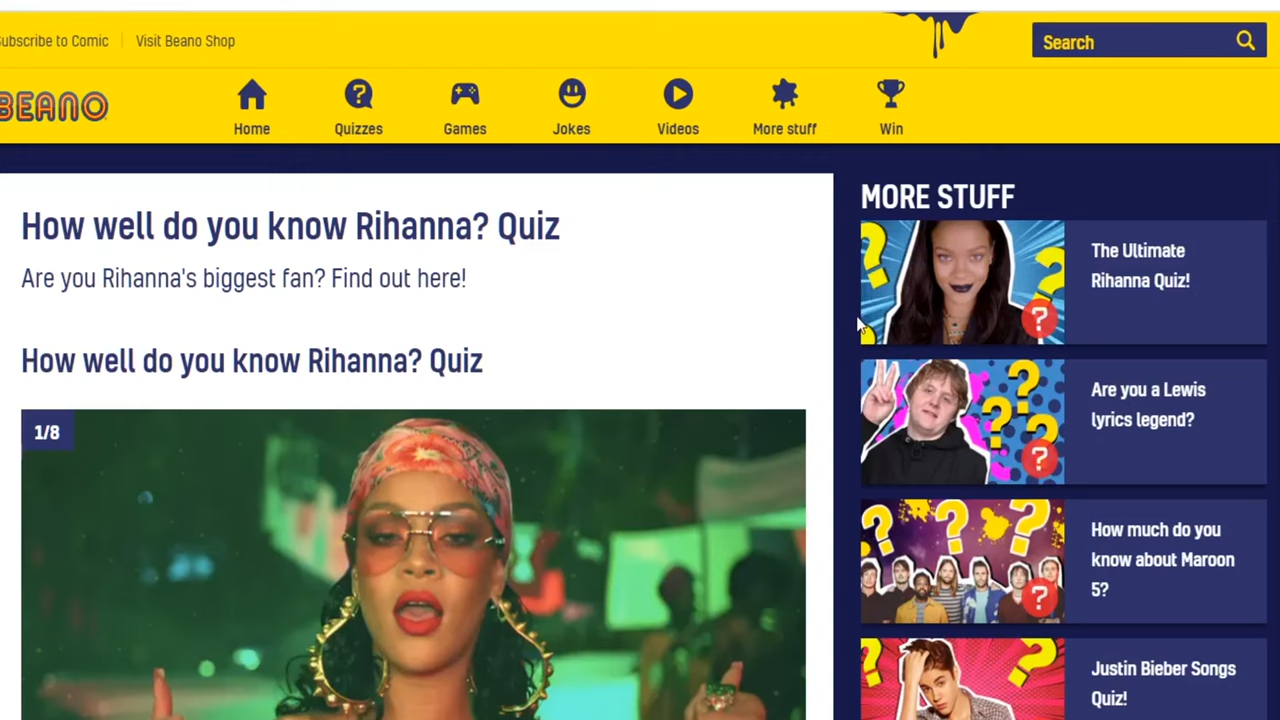 Subscribe to Comic
Visit Beano Shop
Search
BEANO
Home
Quizzes
Games
Jokes
Videos
More stuff
Win
How well do you know Rihanna? Quiz
Are you Rihanna's biggest fan? Find out here!
How well do you know Rihanna? Quiz
1/8
MORE STUFF
The Ultimate
Rihanna Quiz!
Are you a Lewis
lyrics legend?
How much do you
know about Maroon
5?
Justin Bieber Songs
Quiz!